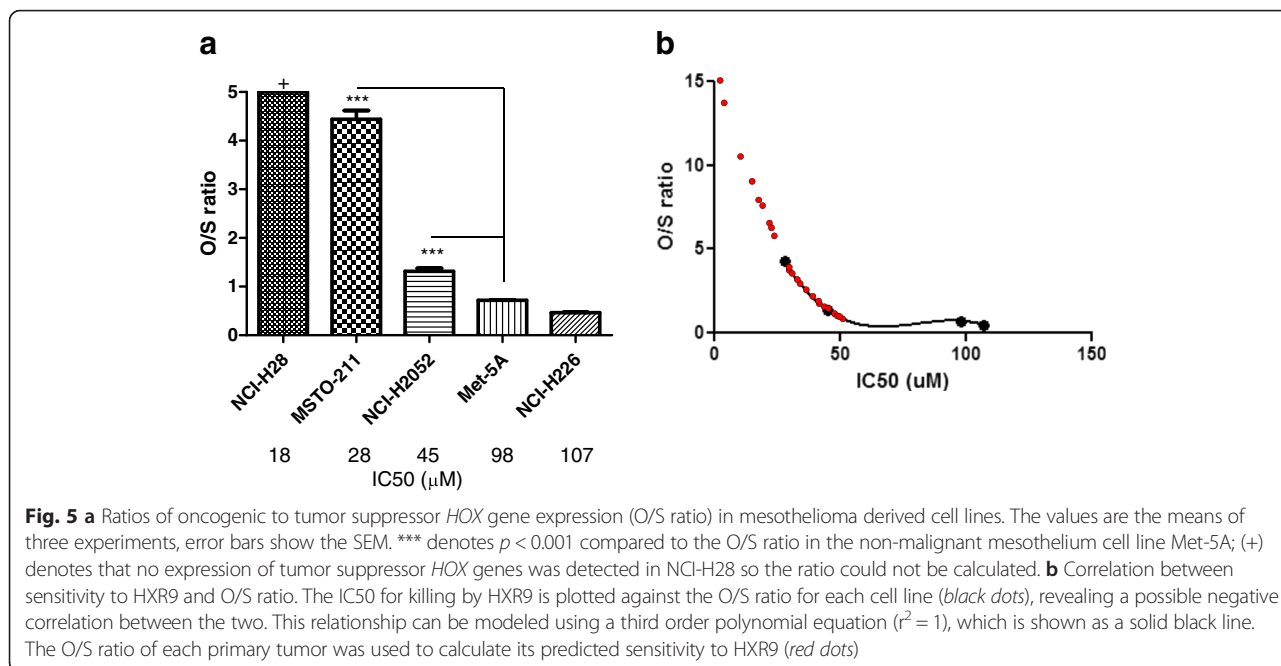 a
O/S ratio
5
4
3
2
1
0
+
***
***
NCI-H28
MSTO-211
NCI-H2052
Met-5A
NCI-H226
18 28 45 98 107
IC50 (μM)
b
O/S ratio
15
10
5
0
0 50 100 150
IC50 (uM)
Fig. 5 a Ratios of oncogenic to tumor suppressor HOX gene expression (O/S ratio) in mesothelioma derived cell lines. The values are the means of
three experiments, error bars show the SEM. *** denotes p < 0.001 compared to the O/S ratio in the non-malignant mesothelium cell line Met-5A; (+)
denotes that no expression of tumor suppressor HOX genes was detected in NCI-H28 so the ratio could not be calculated. b Correlation between
sensitivity to HXR9 and O/S ratio. The IC50 for killing by HXR9 is plotted against the O/S ratio for each cell line (black dots), revealing a possible negative
correlation between the two. This relationship can be modeled using a third order polynomial equation (r² = 1), which is shown as a solid black line.
The O/S ratio of each primary tumor was used to calculate its predicted sensitivity to HXR9 (red dots)